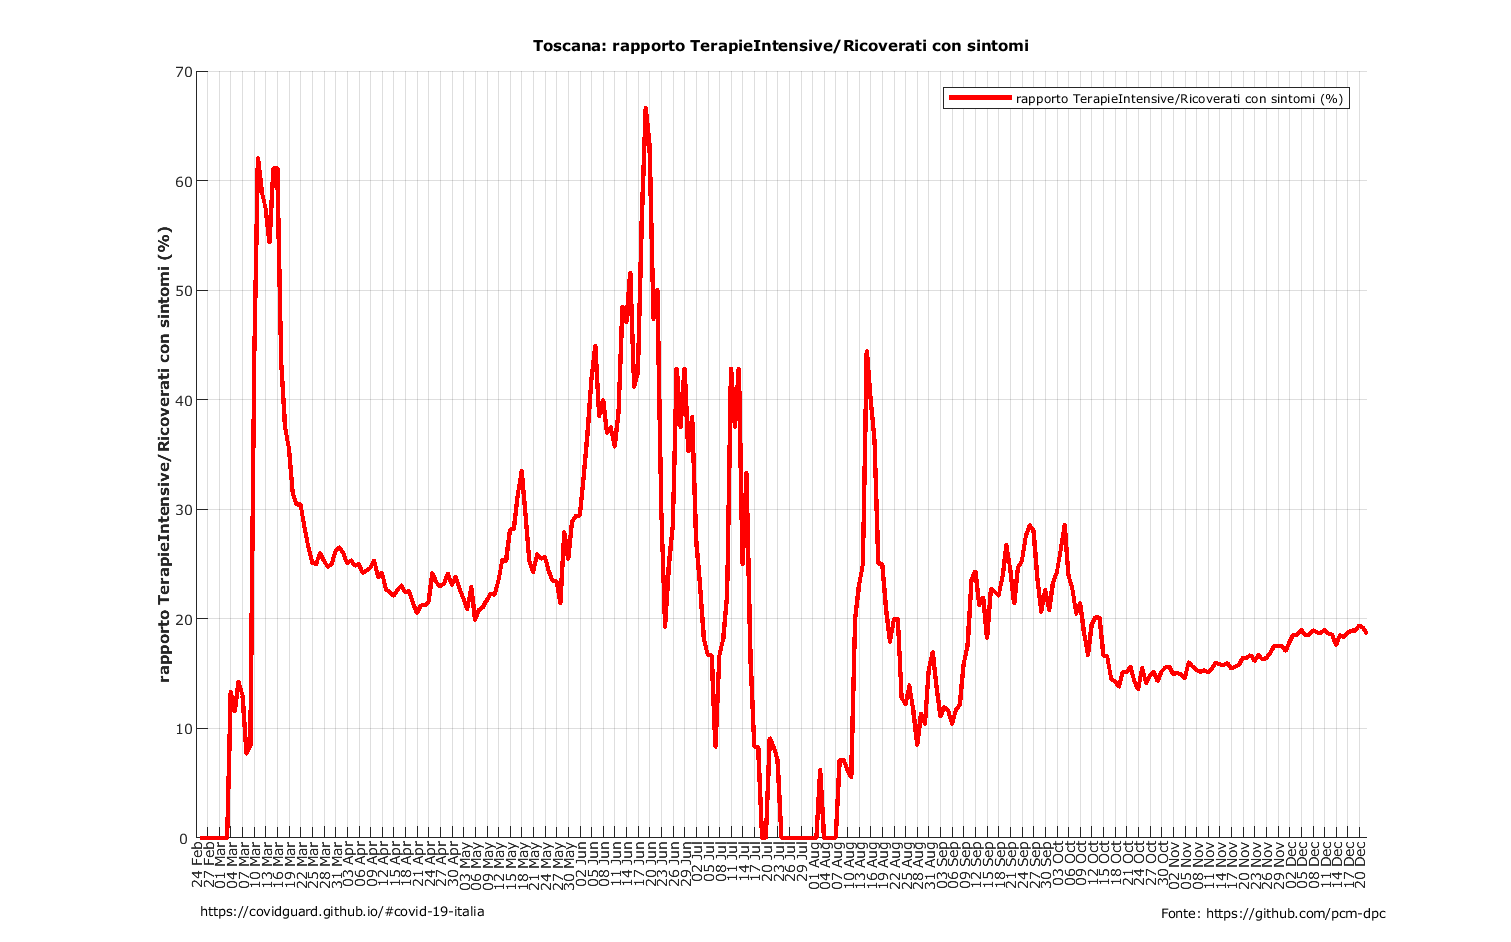 Toscana: rapporto TerapieIntensive/Ricoverati con sintomi
rapporto TerapieIntensive/Ricoverati con sintomi (%)
rapporto TerapieIntensive/Ricoverati con sintomi (%)
70
60
50
40
30
20
10
0
24 Feb
27 Feb
01 Mar
04 Mar
07 Mar
10 Mar
13 Mar
16 Mar
19 Mar
22 Mar
25 Mar
28 Mar
31 Mar
03 Apr
06 Apr
09 Apr
12 Apr
15 Apr
18 Apr
21 Apr
24 Apr
27 Apr
30 Apr
03 May
06 May
09 May
12 May
15 May
18 May
21 May
24 May
27 May
30 May
02 Jun
05 Jun
08 Jun
11 Jun
14 Jun
17 Jun
20 Jun
23 Jun
26 Jun
29 Jun
02 Jul
05 Jul
08 Jul
11 Jul
14 Jul
17 Jul
20 Jul
23 Jul
26 Jul
29 Jul
01 Aug
04 Aug
07 Aug
10 Aug
13 Aug
16 Aug
19 Aug
22 Aug
25 Aug
28 Aug
31 Aug
03 Sep
06 Sep
09 Sep
12 Sep
15 Sep
18 Sep
21 Sep
24 Sep
27 Sep
30 Sep
03 Oct
06 Oct
09 Oct
12 Oct
15 Oct
18 Oct
21 Oct
24 Oct
27 Oct
30 Oct
02 Nov
05 Nov
08 Nov
11 Nov
14 Nov
17 Nov
20 Nov
23 Nov
26 Nov
29 Nov
02 Dec
05 Dec
08 Dec
11 Dec
14 Dec
17 Dec
20 Dec
https://covidguard.github.io/#covid-19-italia
Fonte: https://github.com/pcm-dpc